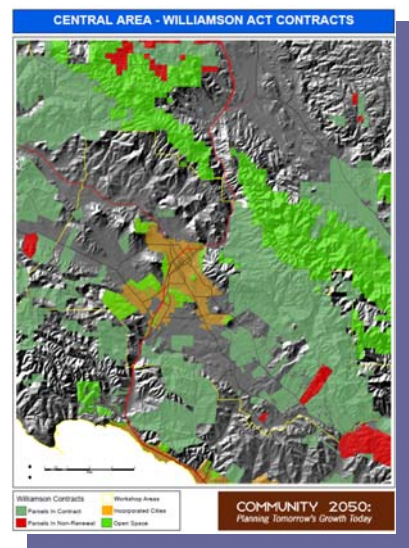 CENTRAL AREA - WILLIAMSON ACT CONTRACTS
Williamson Contracts
Parcels In Contract
Parcels In Non-Renewal
Workshop Areas
Incorporated Cities
Open Space
COMMUNITY 2050:
Planning Tomorrow's Growth Today